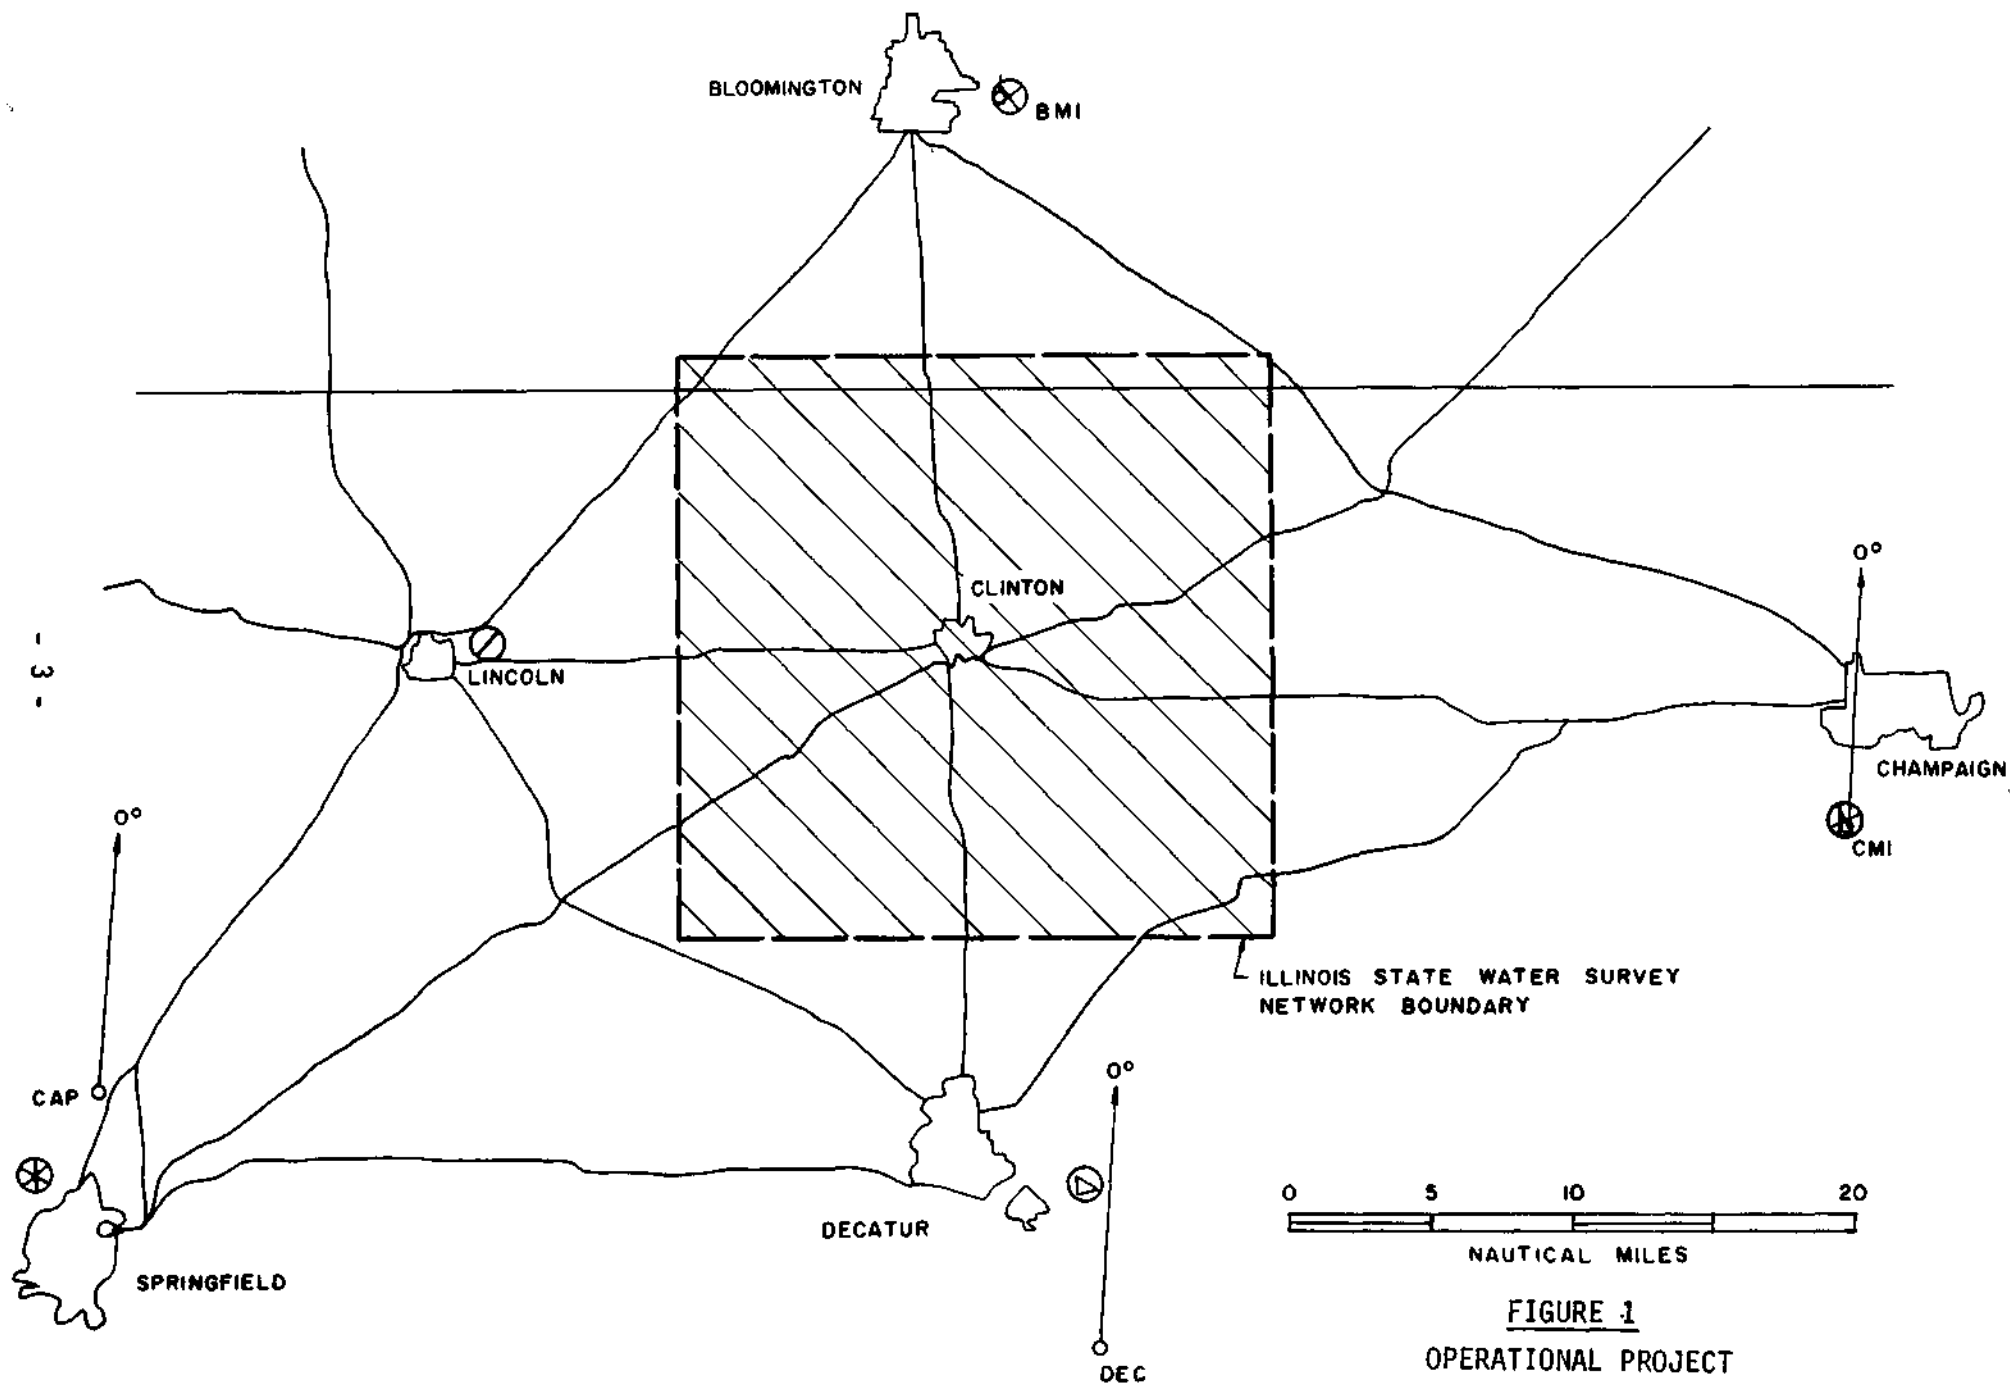 BLOOMINGTON
BMI
CLINTON
0°
- 3 -
LINCOLN
CHAMPAIGN
0°
N
CMI
ILLINOIS STATE WATER SURVEY
NETWORK BOUNDARY
0°
CAP
0 5 10 20
DECATUR
NAUTICAL MILES
SPRINGFIELD
FIGURE 1
OPERATIONAL PROJECT
DEC